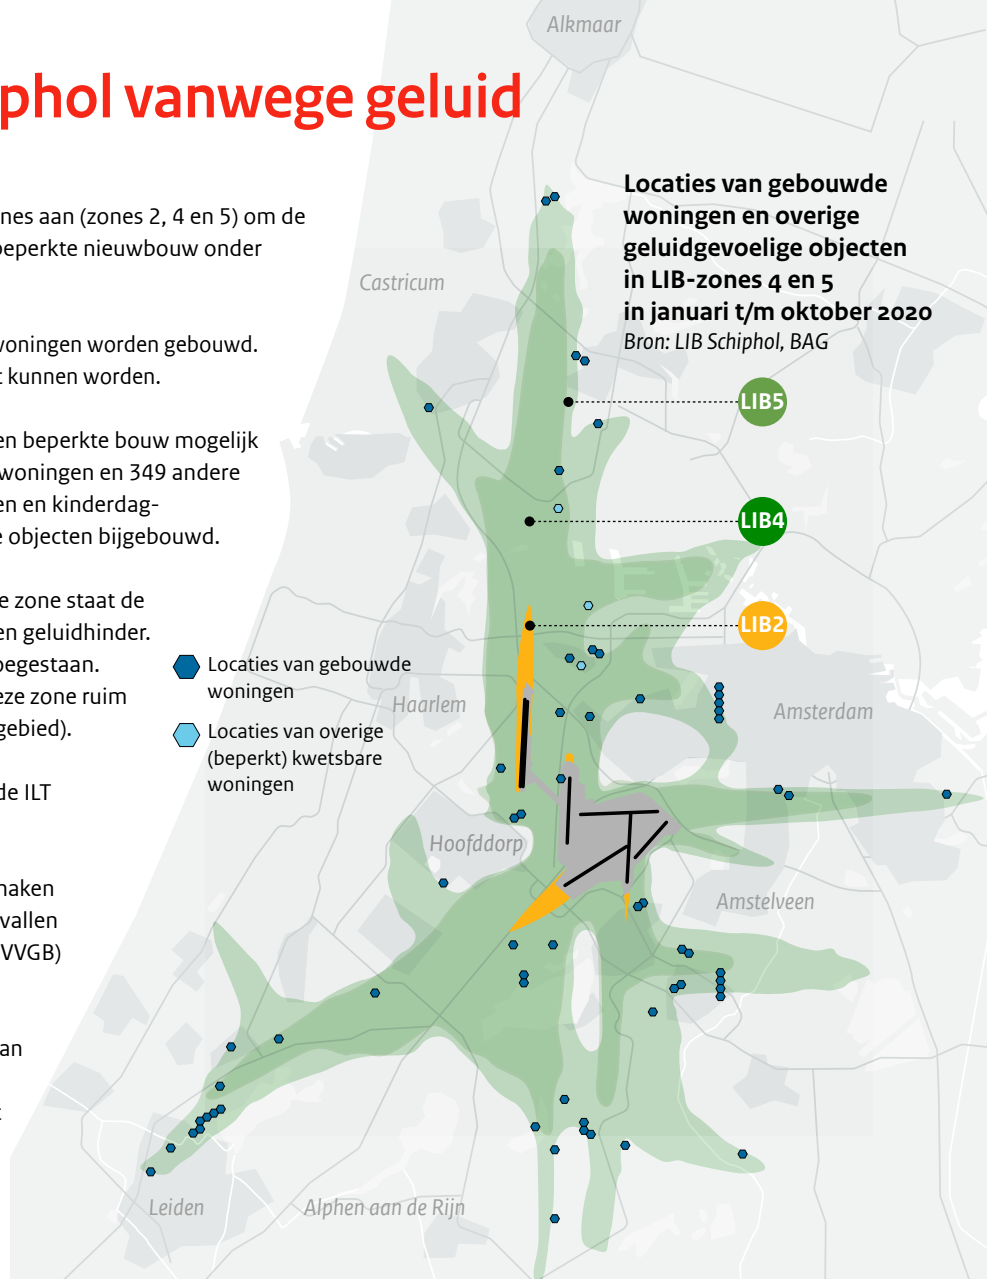 Alkmaar
phol vanwege geluid
nes aan (zones 2, 4 en 5) om de
beperkte nieuwbouw onder
woningen worden gebouwd.
t kunnen worden.
en beperkte bouw mogelijk
woningen en 349 andere
en en kinderdag-
e objecten bijgebouwd.
e zone staat de
en geluidhinder.
oegestaan.
eze zone ruim
gebied).
de ILT
naken
vallen
VVGB)
an
t
Locaties van gebouwde
woningen en overige
geluidgevoelige objecten
in LIB-zones 4 en 5
in januari t/m oktober 2020
Bron: LIB Schiphol, BAG
Castricum
LIB5
LIB4
LIB2
Locaties van gebouwde
woningen
Locaties van overige
(beperkt) kwetsbare
woningen
Haarlem
Amsterdam
Hoofddorp
Amstelveen
Leiden
Alphen aan de Rijn